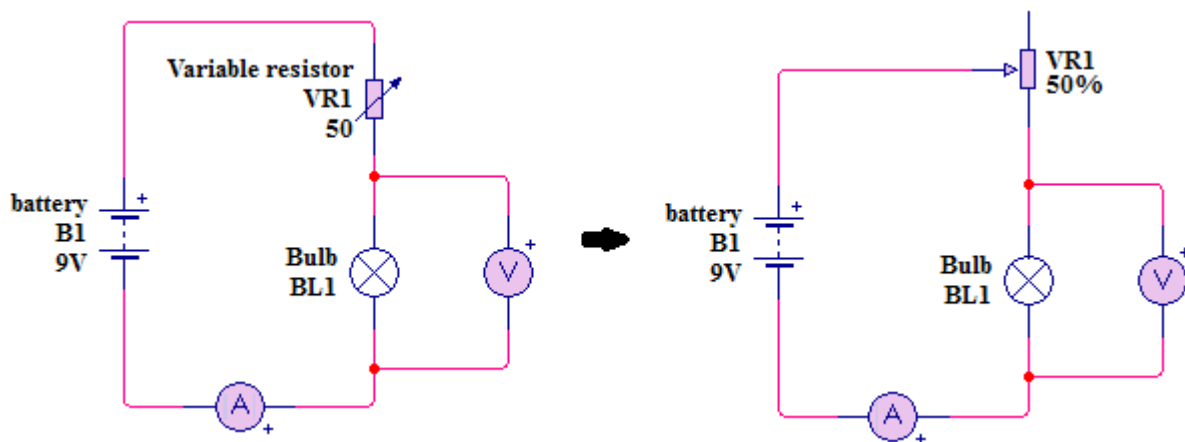 Variable resistor
VR1
50
battery
B1
9V
+
Bulb
BL1
V
+
A
+
VR1
50%
battery
B1
9V
+
Bulb
BL1
V
+
A
+